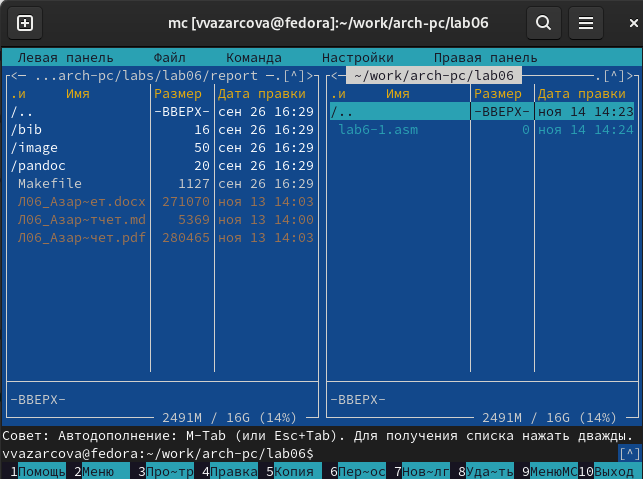 mc [vvazarcova@fedora]:~/work/arch-pc/lab06
Левая панель Файл Команда Настройки Правая панель
<— ...arch-pc/labs/lab06/report —.[^]> <— ~/work/arch-pc/lab06 —.[^]>
.и Имя Размер Дата правки .и Имя Размер Дата правки
/.. -ВВЕРХ- сен 26 16:29 /.. -ВВЕРХ- ноя 14 14:23
/bib 16 сен 26 16:29 lab6-1.asm 0 ноя 14 14:24
/image 50 сен 26 16:29
/pandoc 20 сен 26 16:29
Makefile 1127 сен 26 16:29
Л06_Азар~ет.docx 271070 ноя 13 14:03
Л06_Азар~тчет.md 5369 ноя 13 14:00
Л06_Азар~чет.pdf 280465 ноя 13 14:03
-ВВЕРХ- -ВВЕРХ-
2491M / 16G (14%) 2491M / 16G (14%)
Совет: Автодополнение: M-Tab (или Esc+Tab). Для получения списка нажать дважды.
vvazarcova@fedora:~/work/arch-pc/lab06$ [^]
1Помощь 2Меню 3Про~тр 4Правка 5Копия 6Пер~ос 7Нов~лг 8Уда~ть 9МенюMC 10Выход